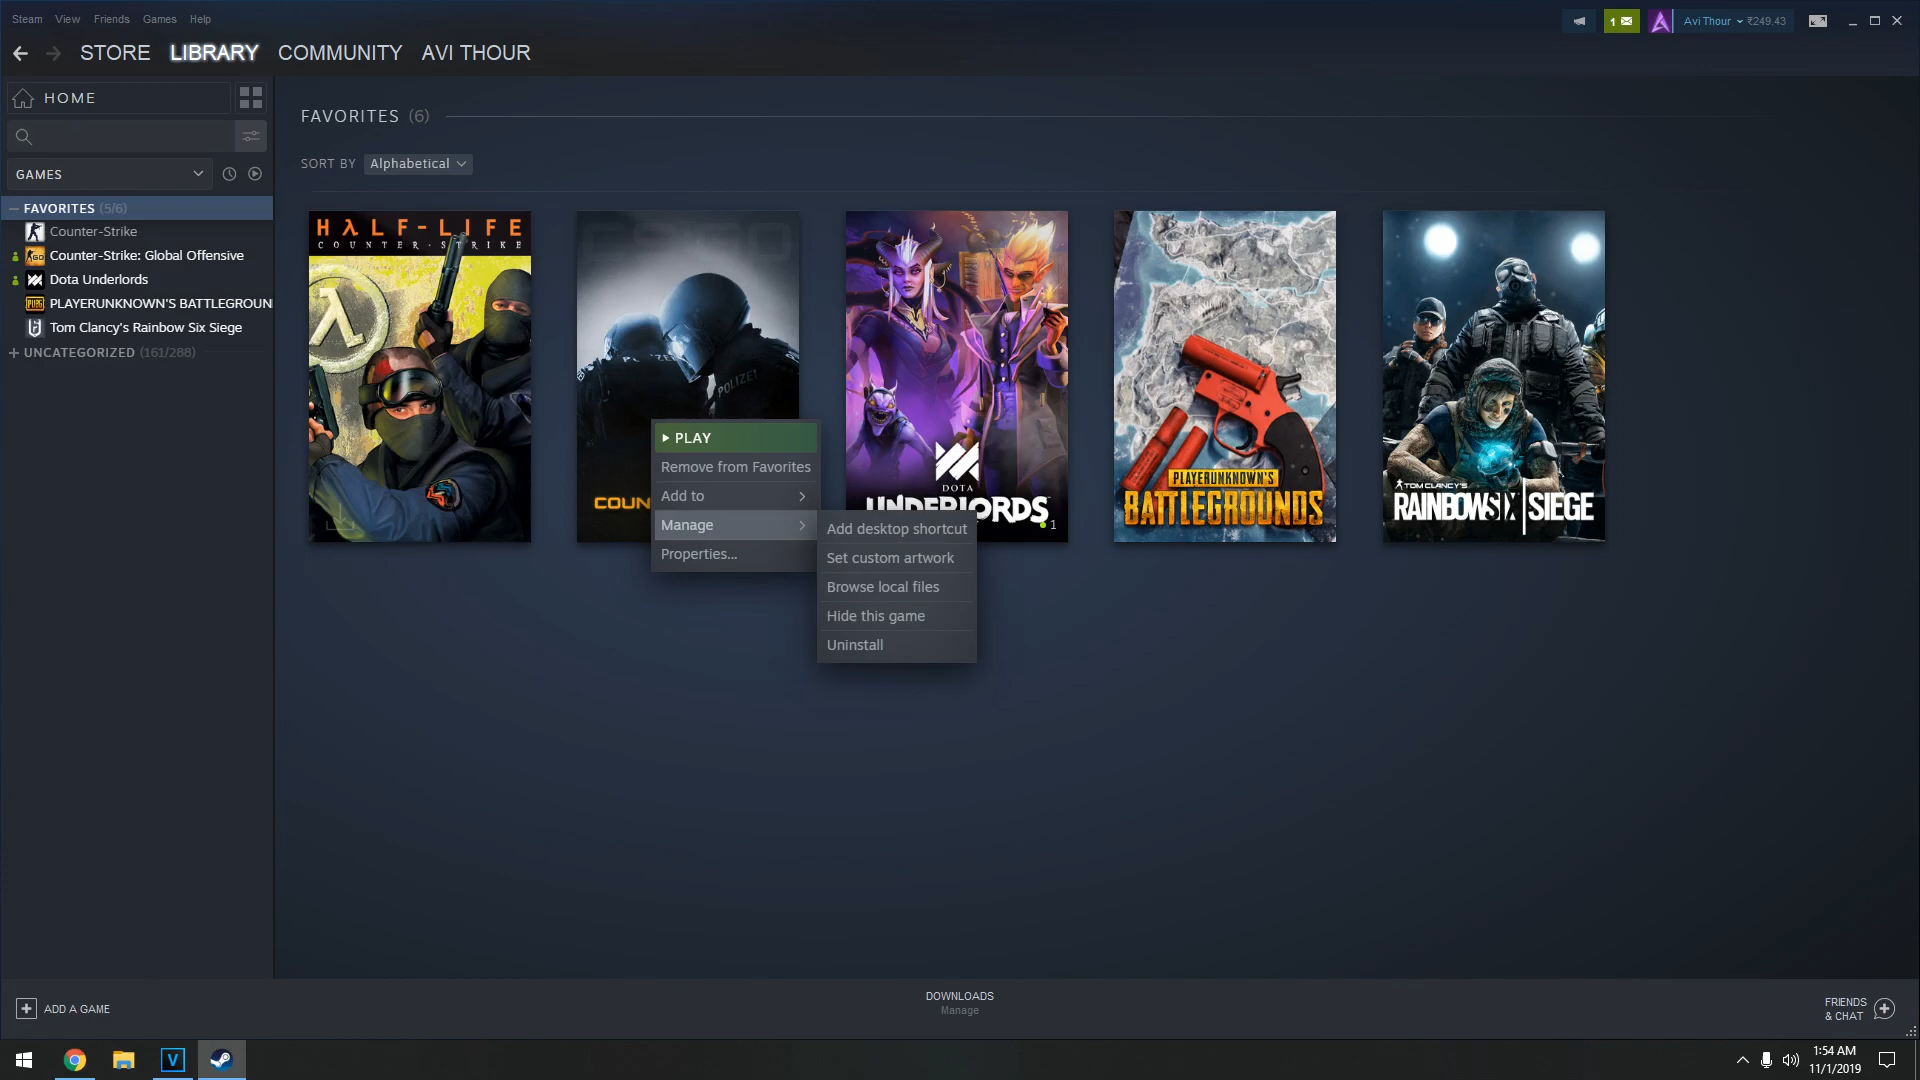 Steam View Friends Games Help
1
Avi Thour ₹249.43
STORE LIBRARY COMMUNITY AVI THOUR
HOME
GAMES
FAVORITES (5/6)
Counter-Strike
Counter-Strike: Global Offensive
Dota Underlords
PLAYERUNKNOWN'S BATTLEGROUN
Tom Clancy's Rainbow Six Siege
UNCATEGORIZED (161/288)
FAVORITES (6)
SORT BY Alphabetical
HλLF-LIFE
COUNTER-STRIKE
POLIZEI
COUN
PLAY
Remove from Favorites
Add to
Manage
Properties...
Add desktop shortcut
Set custom artwork
Browse local files
Hide this game
Uninstall
DOTA
UNDERLORDS
1
PLAYERUNKNOWN'S
BATTLEGROUNDS
TOM CLANCY'S
RAINBOW SIX SIEGE
ADD A GAME
DOWNLOADS
Manage
FRIENDS
& CHAT
V
1:54 AM
11/1/2019